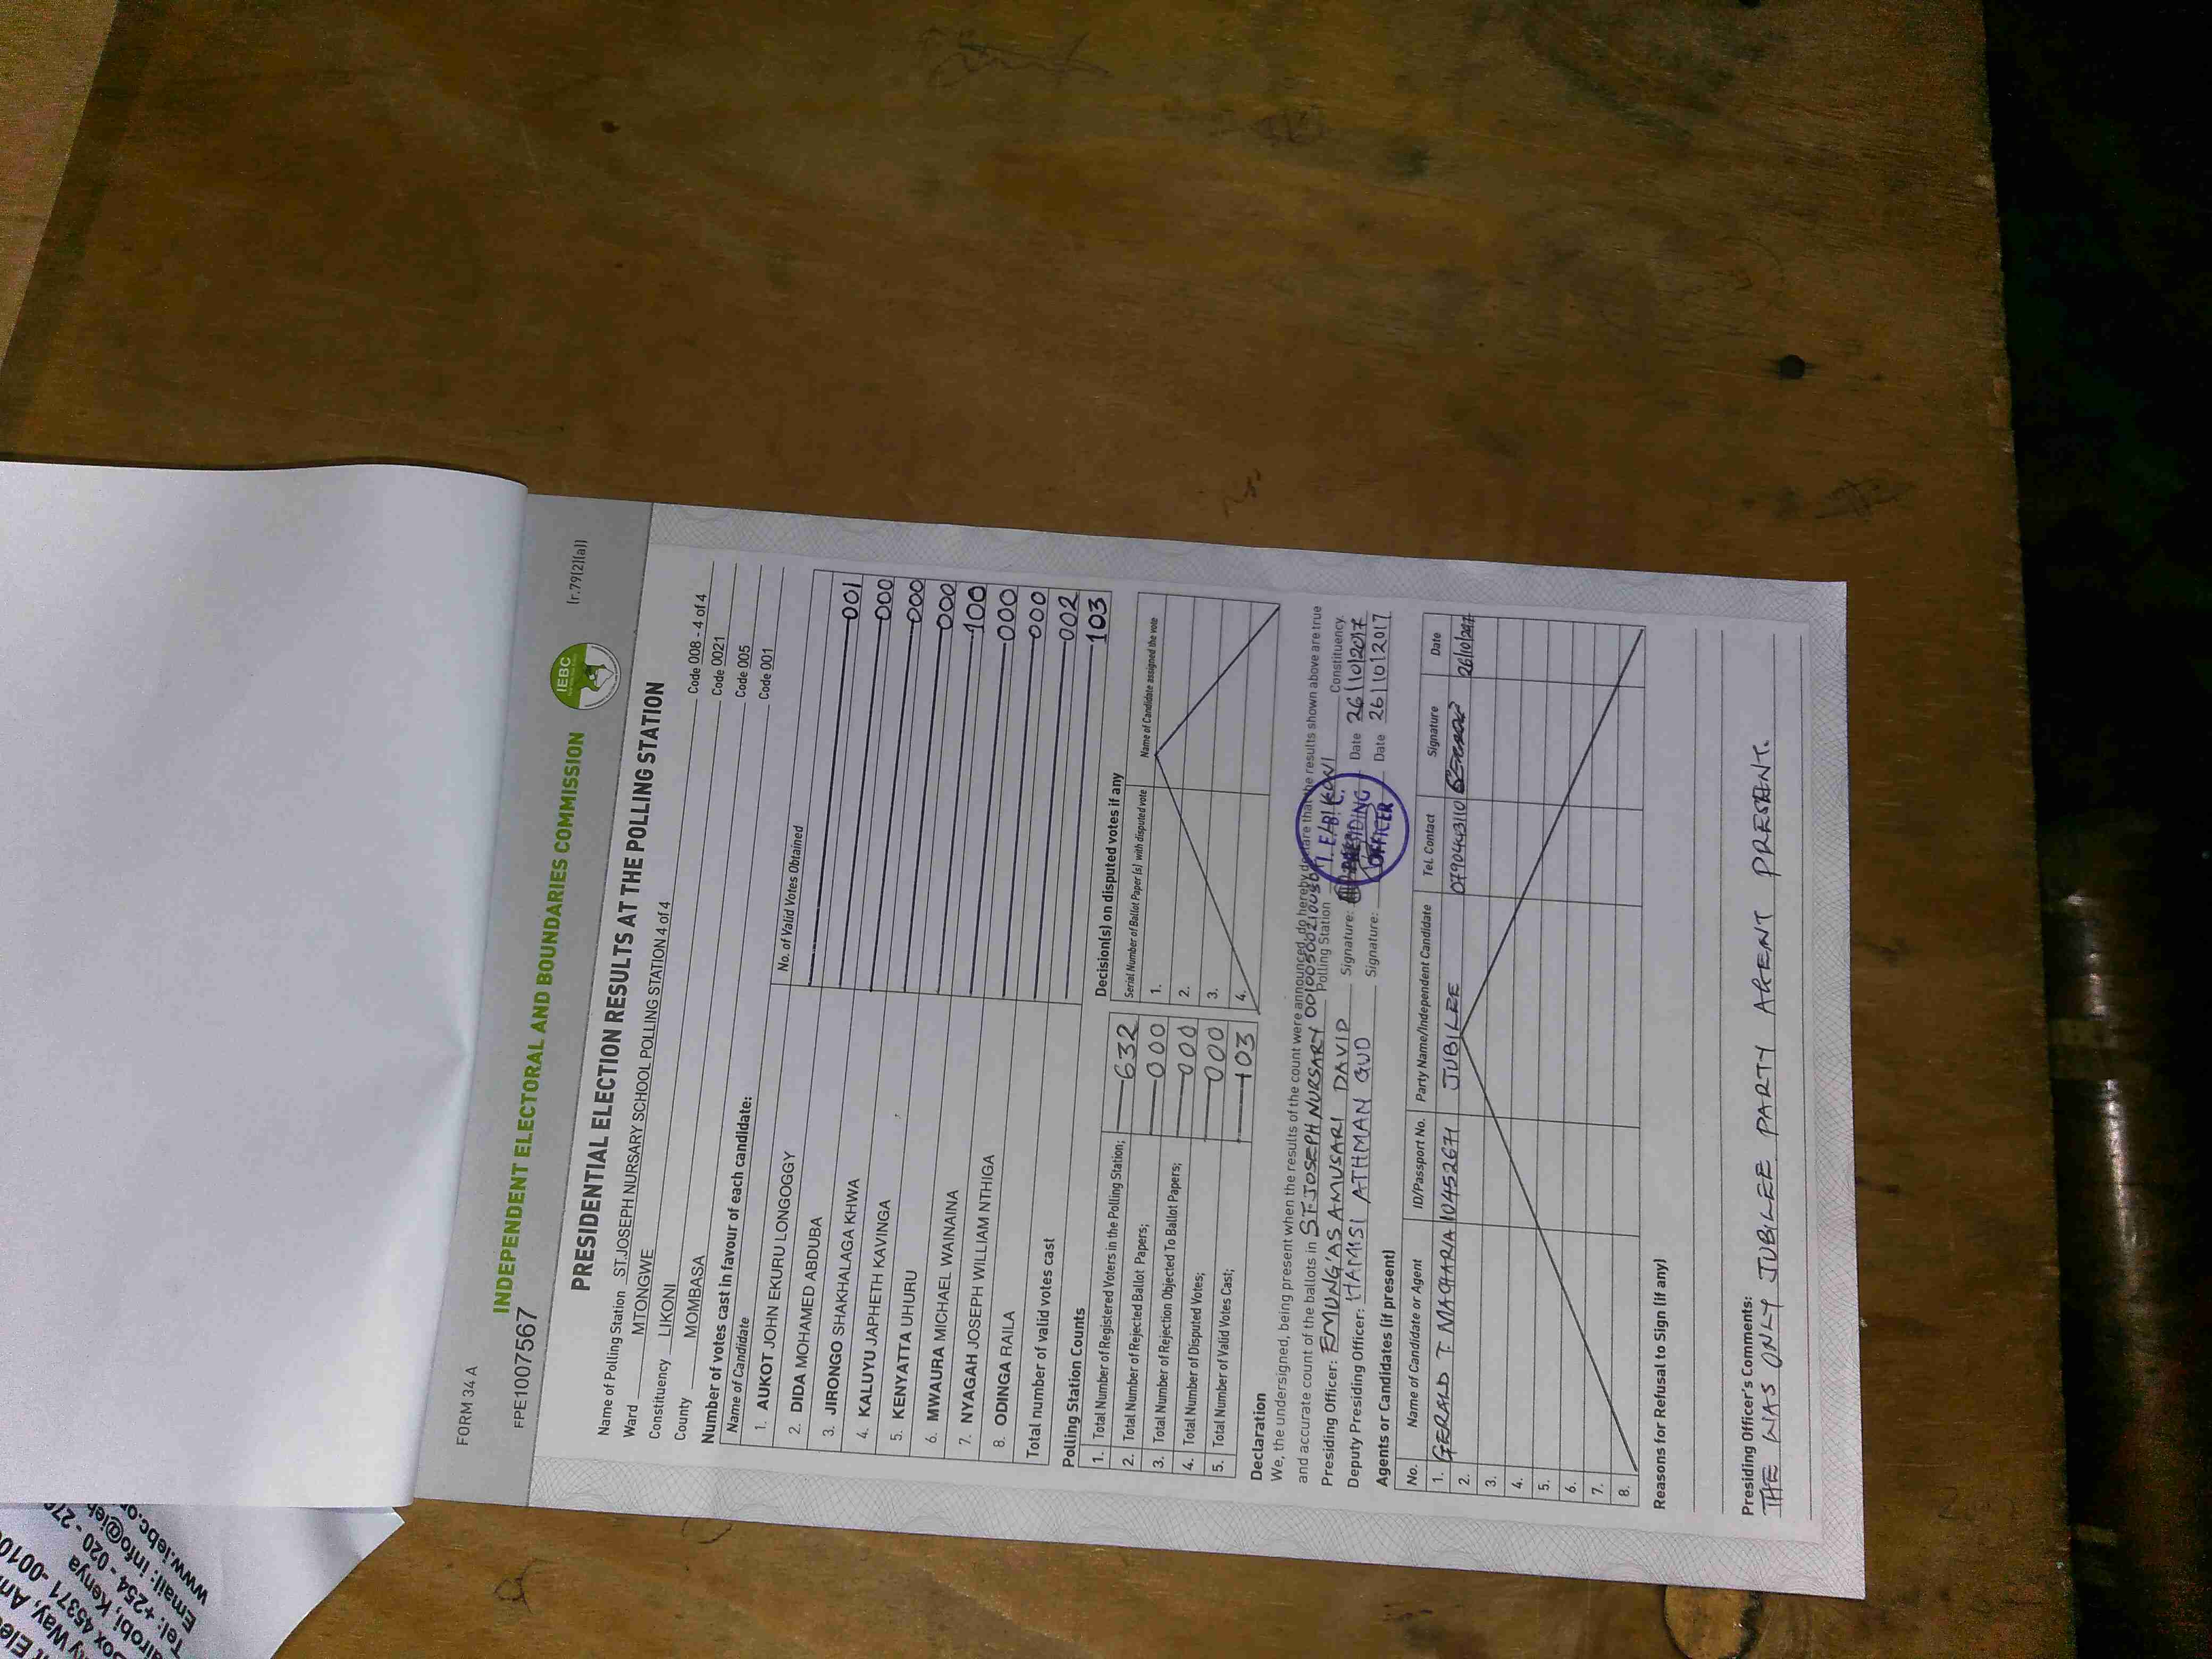 FORM 34 A
(r.79(2)(a))
IEBC
INDEPENDENT ELECTORAL AND BOUNDARIES COMMISSION
FPE1007567
PRESIDENTIAL ELECTION RESULTS AT THE POLLING STATION
Name of Polling Station ST.JOSEPH NURSARY SCHOOL POLLING STATION 4 of 4 Code 008 - 4 of 4
Ward MTONGWE Code 0021
Constituency LIKONI Code 005
County MOMBASA Code 001
Number of votes cast in favour of each candidate:
Name of Candidate No. of Valid Votes Obtained
1. AUKOT JOHN EKURU LONGOGGY 001
2. DIDA MOHAMED ABDUBA 000
3. JIRONGO SHAKHALAGA KHWA 000
4. KALUYU JAPHETH KAVINGA 000
5. KENYATTA UHURU 100
6. MWAURA MICHAEL WAINAINA 000
7. NYAGAH JOSEPH WILLIAM NTHIGA 000
8. ODINGA RAILA 002
Total number of valid votes cast 103
Polling Station Counts
1. Total Number of Registered Voters in the Polling Station; 632
2. Total Number of Rejected Ballot Papers; 000
3. Total Number of Rejection Objected To Ballot Papers; 000
4. Total Number of Disputed Votes; 000
5. Total Number of Valid Votes Cast; 103
Decision(s) on disputed votes if any
Serial Number of Ballot Paper (s) with disputed vote Name of Candidate assigned the vote
1.
2.
3.
4.
Declaration
We, the undersigned, being present when the results of the count were announced, do hereby declare that the results shown above are true
and accurate count of the ballots in ST. JOSEPH NURSARY Polling Station LIKONI Constituency
Presiding Officer: EMUNG'AS AMUSARI DAVID Signature: Date 26/10/2017
Deputy Presiding Officer: HAMISI ATHMAN GUD Signature: Date 26/10/2017
I.E.B.C.
PRESIDING
OFFICER
Agents or Candidates (if present)
No. Name of Candidate or Agent ID/Passport No. Party Name/Independent Candidate Tel. Contact Signature Date
1. GERALD T. MACHARIA 10452671 JUBILEE 0790443110 26/10/2017
2.
3.
4.
5.
6.
7.
8.
Reasons for Refusal to Sign (if any)
Presiding Officer's Comments:
THE WAS ONLY JUBILEE PARTY AGENT PRESENT.
Tel: +254 - 020 - 
Email: info@ieb
www.iebc.o